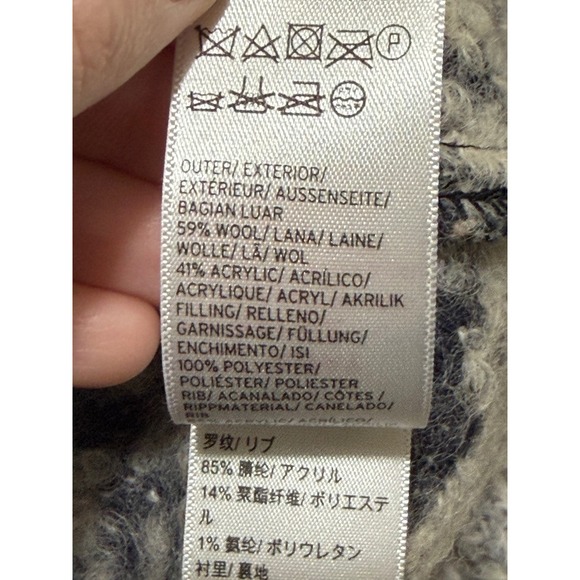 P
OUTER/ EXTERIOR/
EXTÉRIEUR/ AUSSENSEITE/
BAGIAN LUAR
59% WOOL/ LANA/ LAINE/
WOLLE/ LÃ/ WOL
41% ACRYLIC/ ACRÍLICO/
ACRYLIQUE/ ACRYL/ AKRILIK
FILLING/ RELLENO/
GARNISSAGE/ FÜLLUNG/
ENCHIMENTO/ ISI
100% POLYESTER/
POLIÉSTER/ POLIESTER
RIB/ ACANALADO/ CÔTES /
RIPPMATERIAL/ CANELADO/
RIB
ACRYLIC/ ACRÍLICO/
罗纹/ リブ
85% 腈纶/ アクリル
14% 聚酯纤维/ ポリエステ
ル
1% 氨纶/ ポリウレタン
衬里/ 裏地